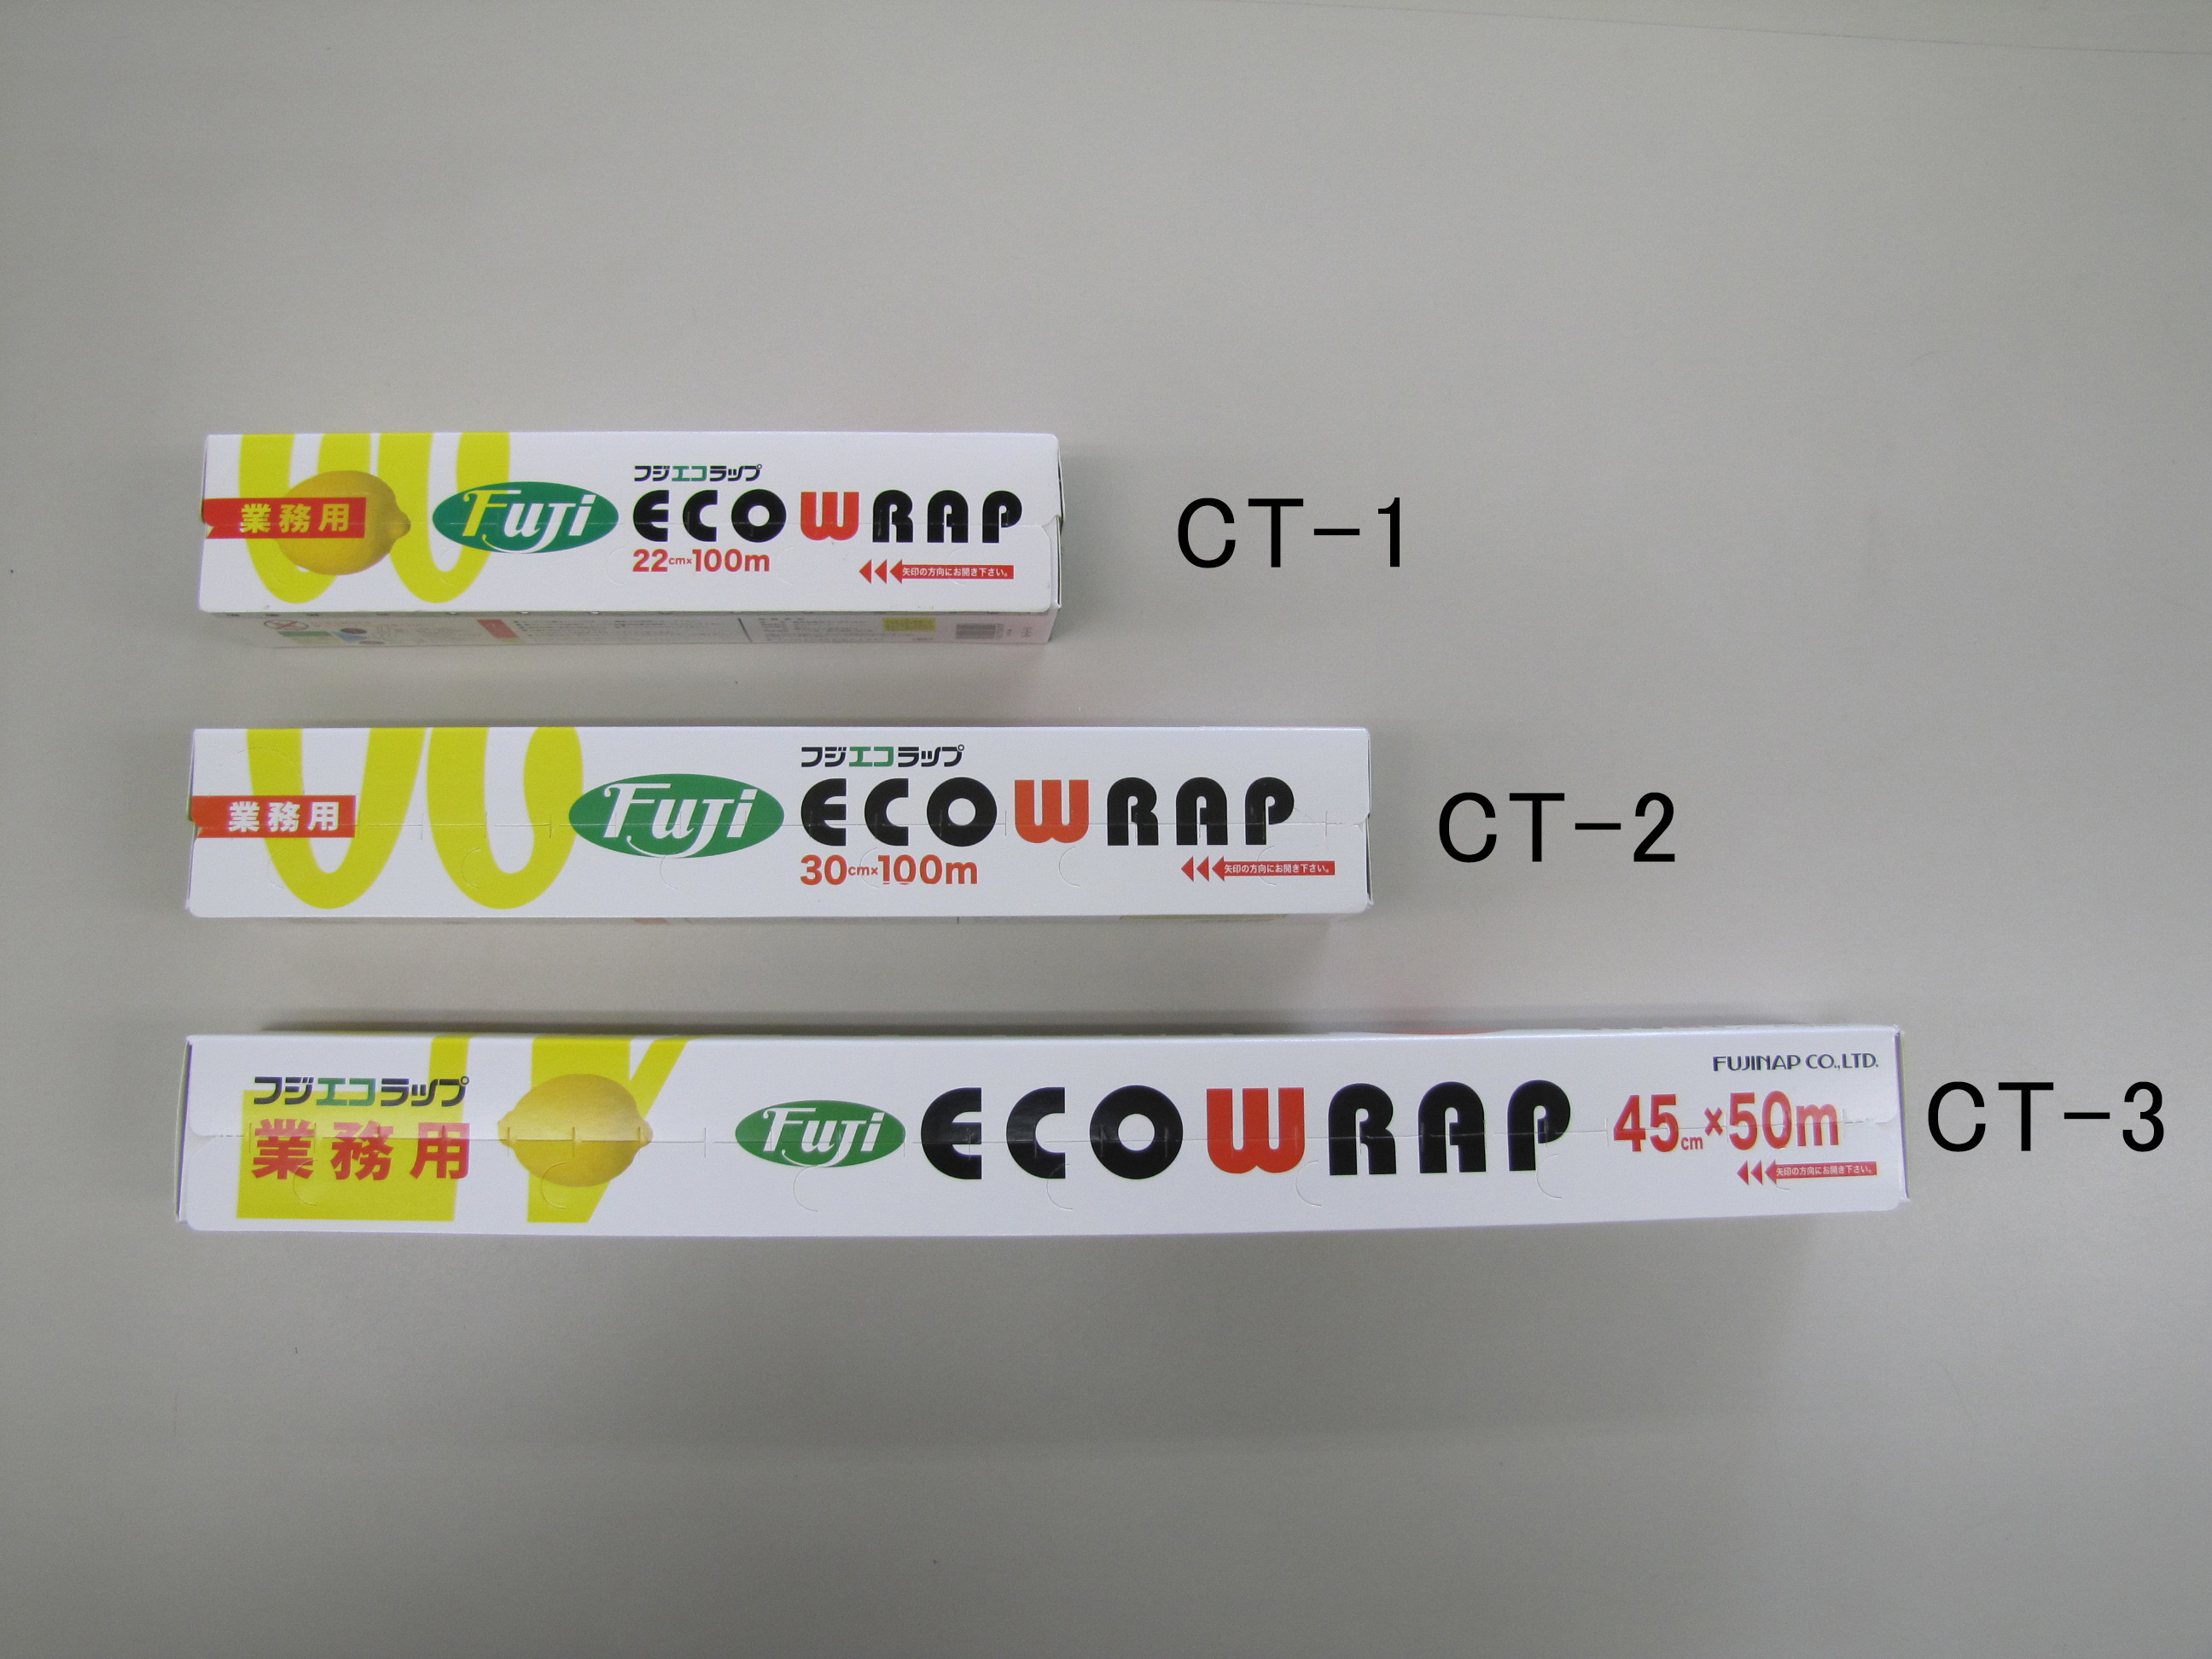 フジエコラップ
業務用 Fuji ECOWRAP
22cm×100m
矢印の方向にお開き下さい。
CT-1
フジエコラップ
業務用 Fuji ECOWRAP
30cm×100m
矢印の方向にお開き下さい。
CT-2
フジエコラップ
業務用
Fuji ECOWRAP
FUJINAP CO.,LTD.
45cm×50m
矢印の方向にお開き下さい。
CT-3